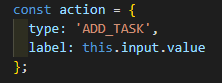 const action = {
  type: 'ADD_TASK',
  label: this.input.value
};